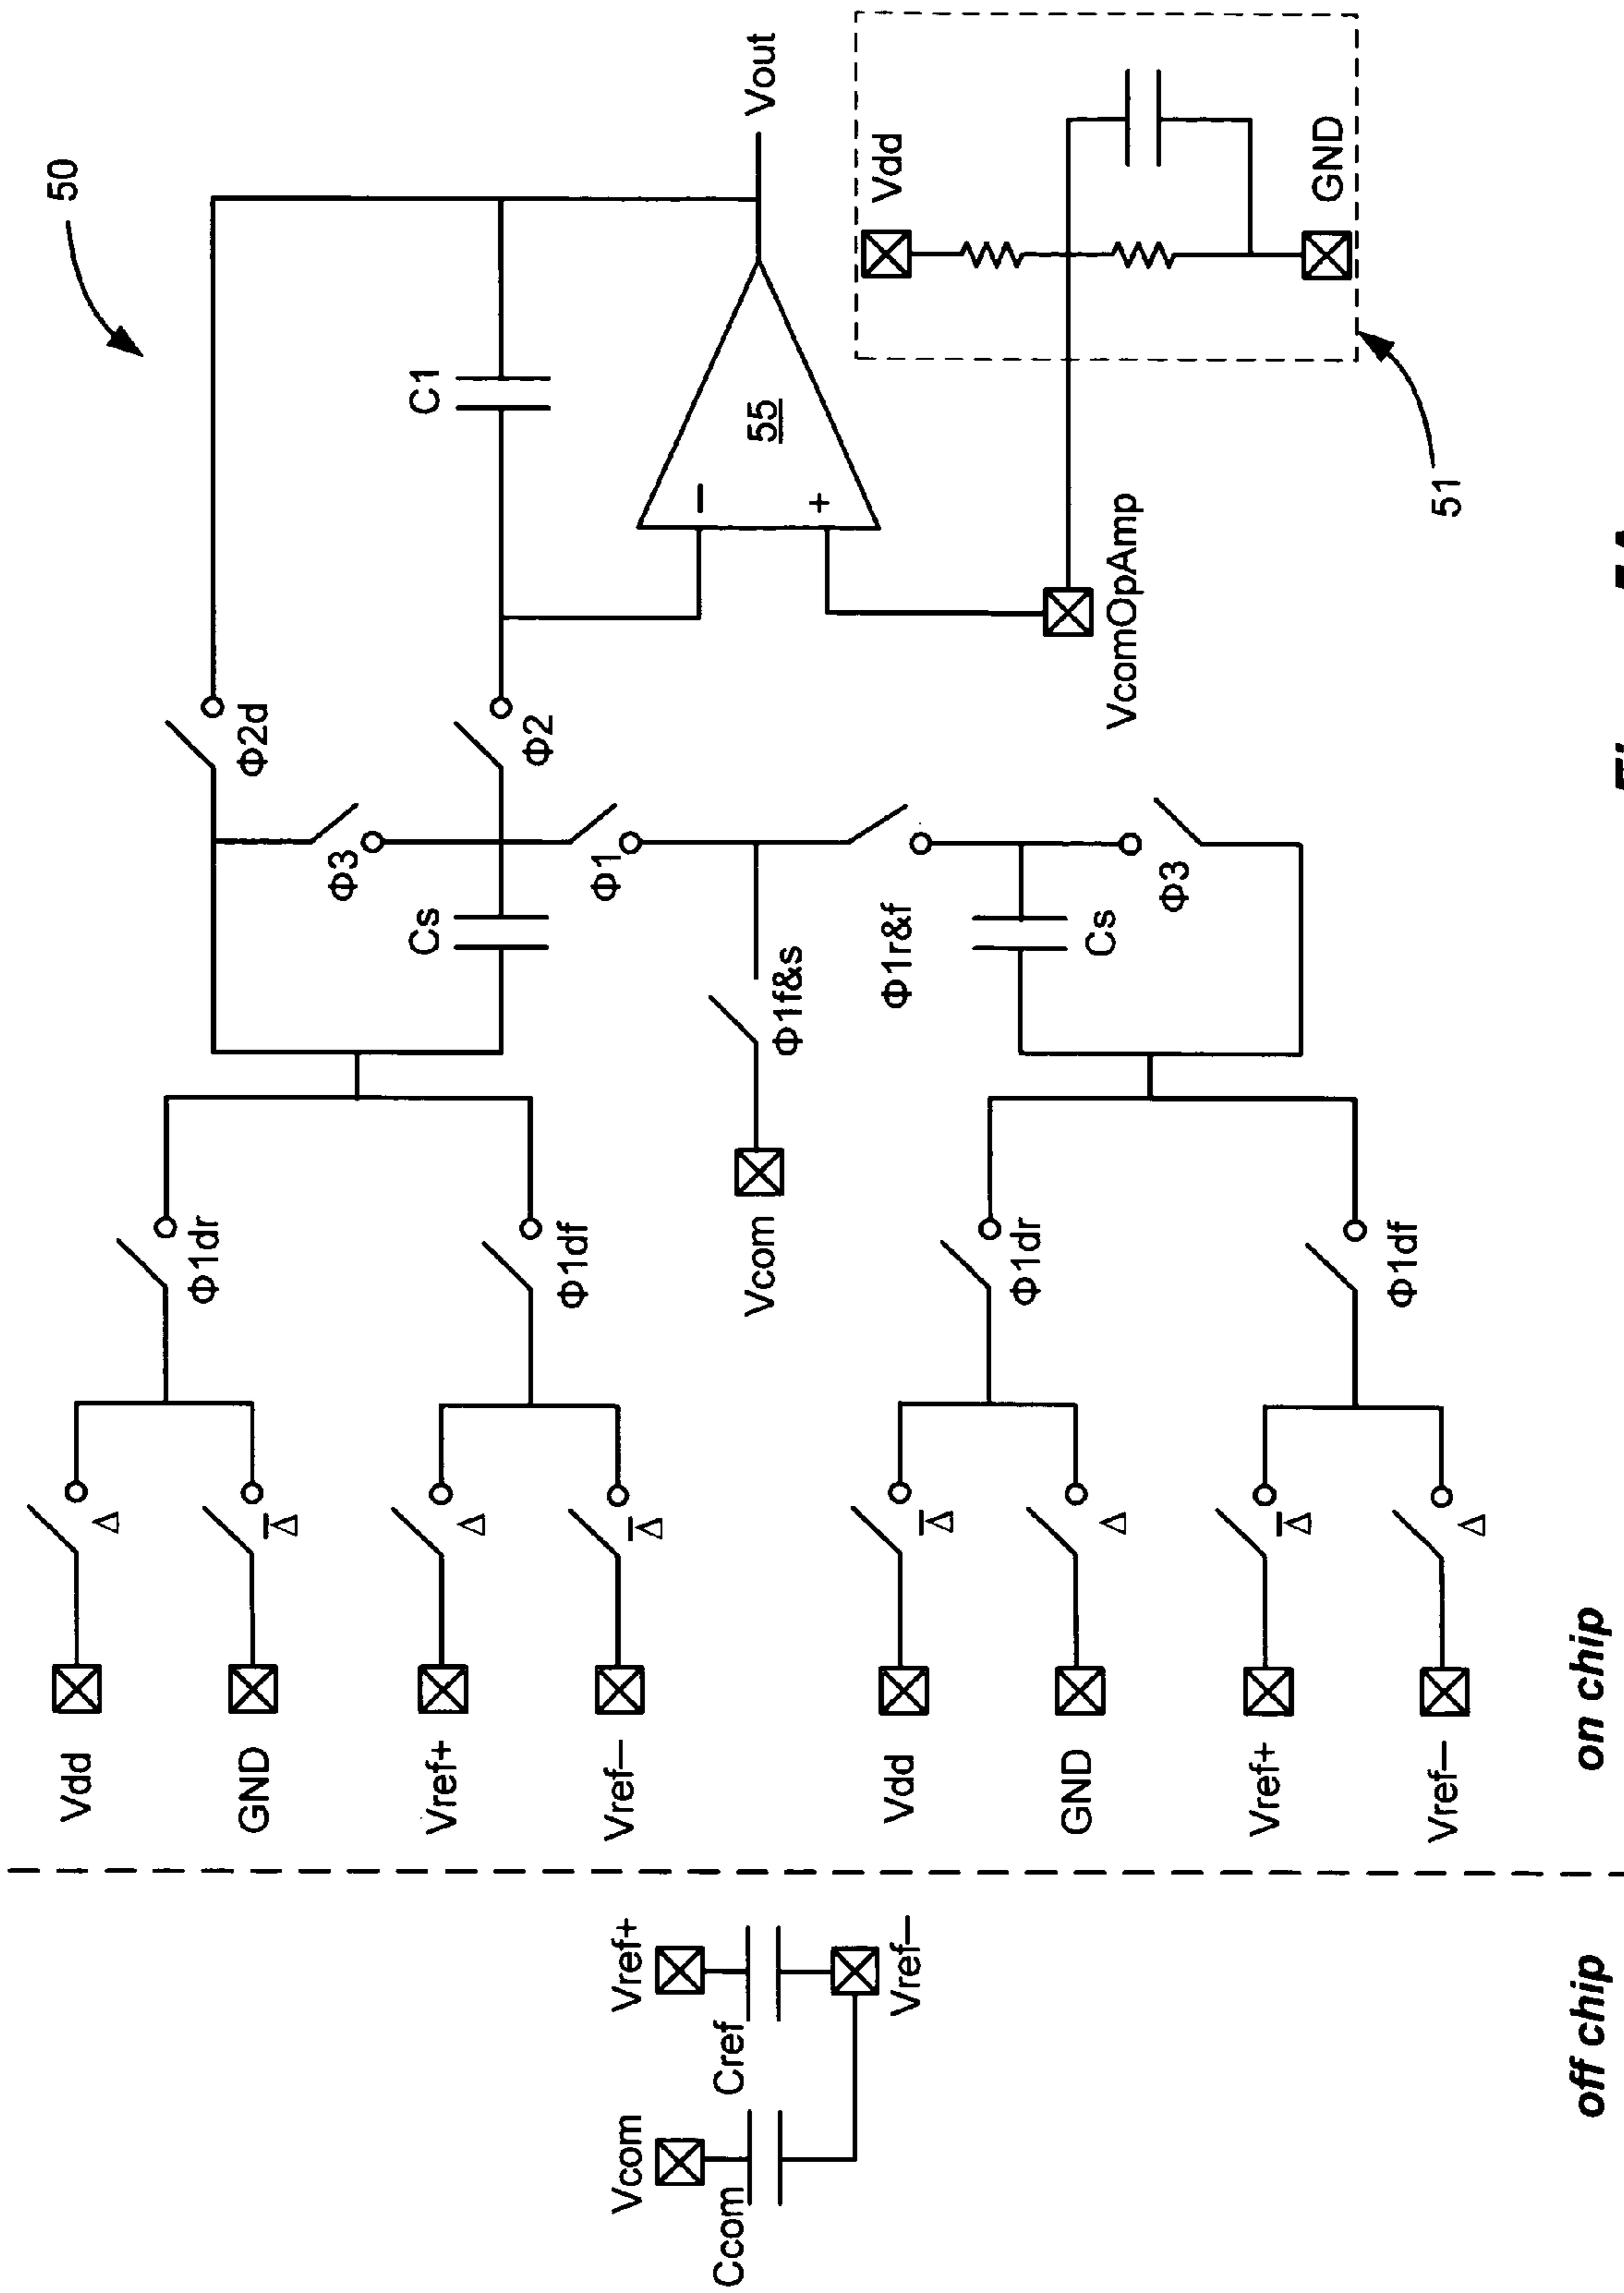 50
Vdd
Δ
Φ1dr
Φ2d
GND
Δ̅
Φ3
Cs
C1
Vref+
Δ
Φ2
Φ1df
Vref−
Δ̅
Φ1
Vcom
Vref+
Ccom
Cref
Vref−
Vcom
Φ1f&s
−
55
+
Vout
Vdd
Δ̅
Φ1dr
Φ1r&f
Vdd
GND
Δ
Cs
VcomOpAmp
Φ3
Vref+
Δ̅
Φ1df
GND
Vref−
Δ
51
off chip
on chip